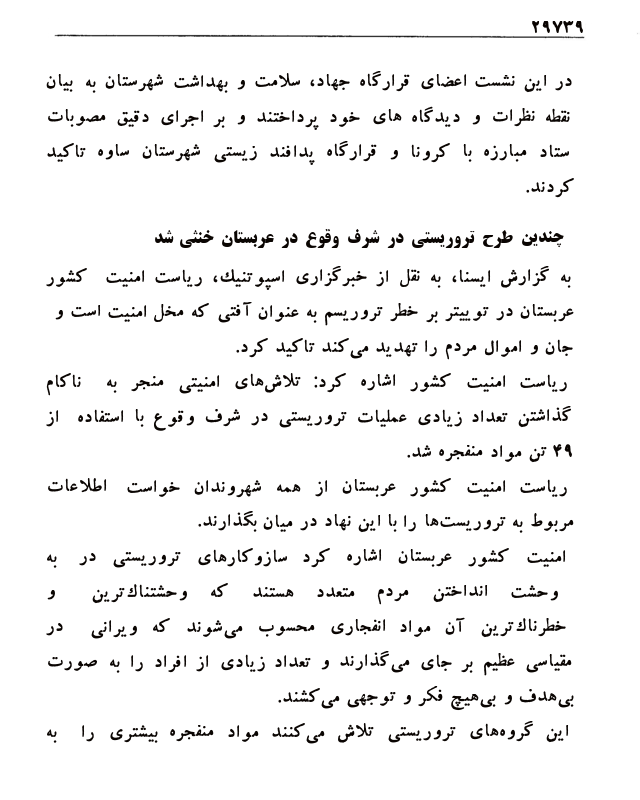 ۲۹۷۳۹
در این نشست اعضای قرارگاه جهاد، سلامت و بهداشت شهرستان به بیان
نقطه نظرات و دیدگاه های خود پرداختند و بر اجرای دقیق مصوبات
ستاد مبارزه با کرونا و قرارگاه پدافند زیستی شهرستان ساوه تاکید
کردند.
چندین طرح تروریستی در شرف وقوع در عربستان خنثی شد
به گزارش ایسنا، به نقل از خبرگزاری اسپوتنیك، ریاست امنیت کشور
عربستان در توییتر بر خطر تروریسم به عنوان آفتی که مخل امنیت است و
جان و اموال مردم را تهدید می‌کند تاکید کرد.
ریاست امنیت کشور اشاره کرد: تلاش‌های امنیتی منجر به ناکام
گذاشتن تعداد زیادی عملیات تروریستی در شرف وقوع با استفاده از
۴۹ تن مواد منفجره شد.
ریاست امنیت کشور عربستان از همه شهروندان خواست اطلاعات
مربوط به تروریست‌ها را با این نهاد در میان بگذارند.
امنیت کشور عربستان اشاره کرد سازوکارهای تروریستی در به
وحشت انداختن مردم متعدد هستند که وحشتناك‌ترین و
خطرناك‌ترین آن مواد انفجاری محسوب می‌شوند که ویرانی در
مقیاسی عظیم بر جای می‌گذارند و تعداد زیادی از افراد را به صورت
بی‌هدف و بی‌هیچ فکر و توجهی می‌کشند.
این گروه‌های تروریستی تلاش می‌کنند مواد منفجره بیشتری را به